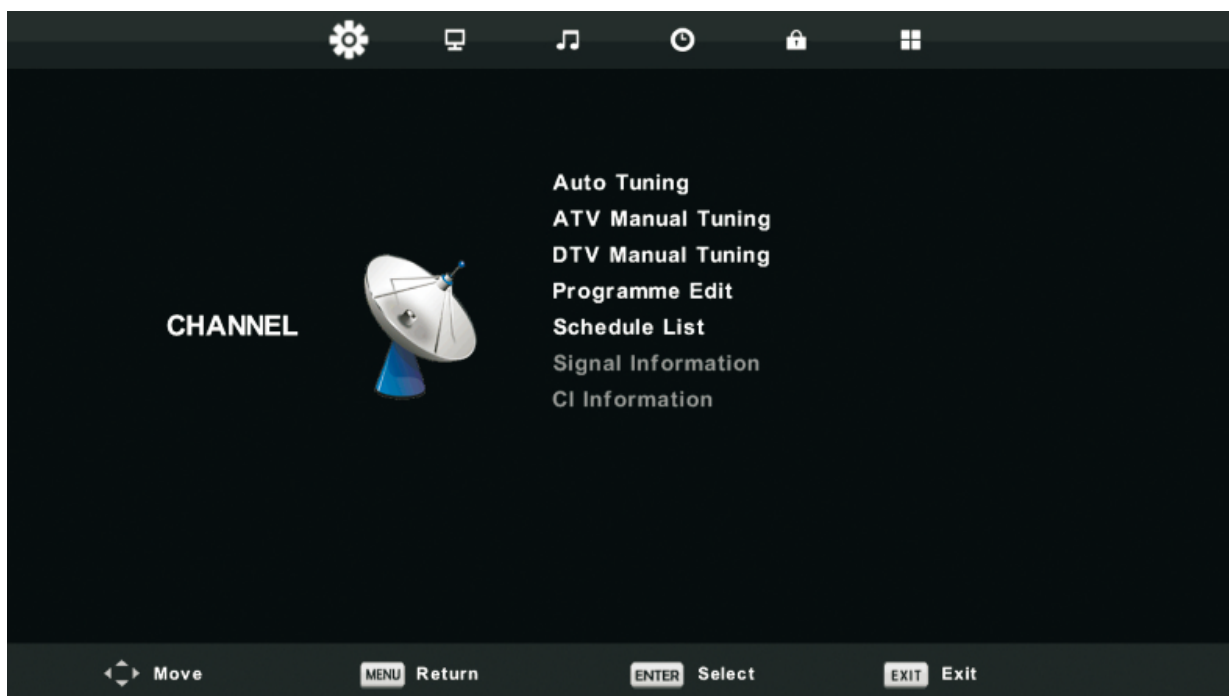 CHANNEL
Auto Tuning
ATV Manual Tuning
DTV Manual Tuning
Programme Edit
Schedule List
Signal Information
CI Information
Move MENU Return ENTER Select EXIT Exit